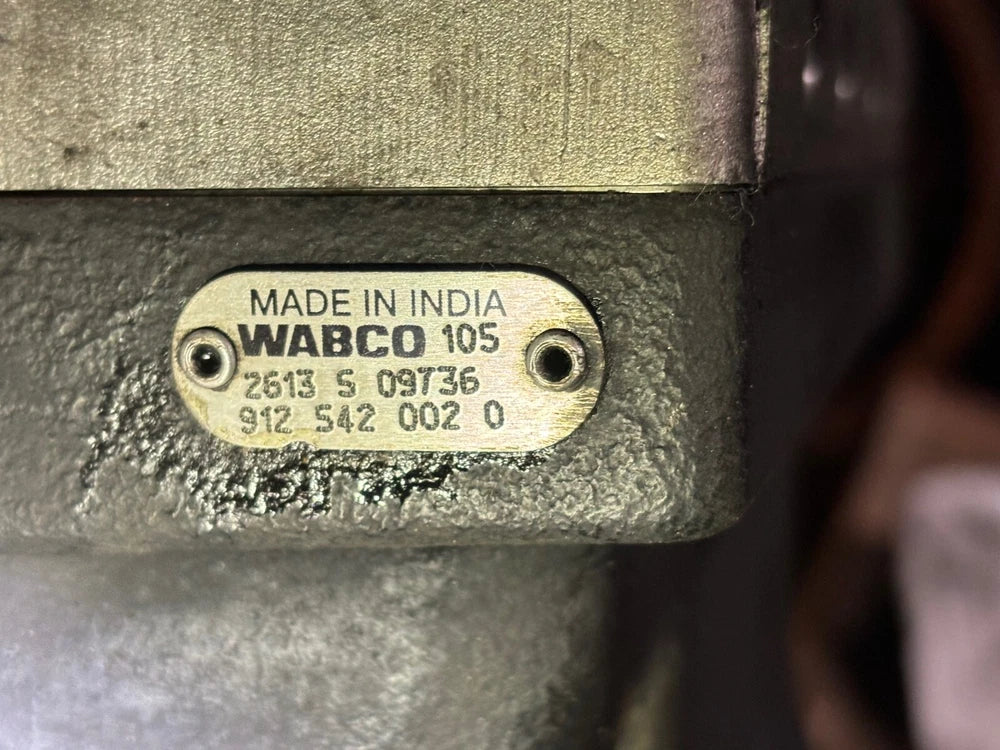 MADE IN INDIA
WABCO 105
2613 S 09736
912 542 002 0